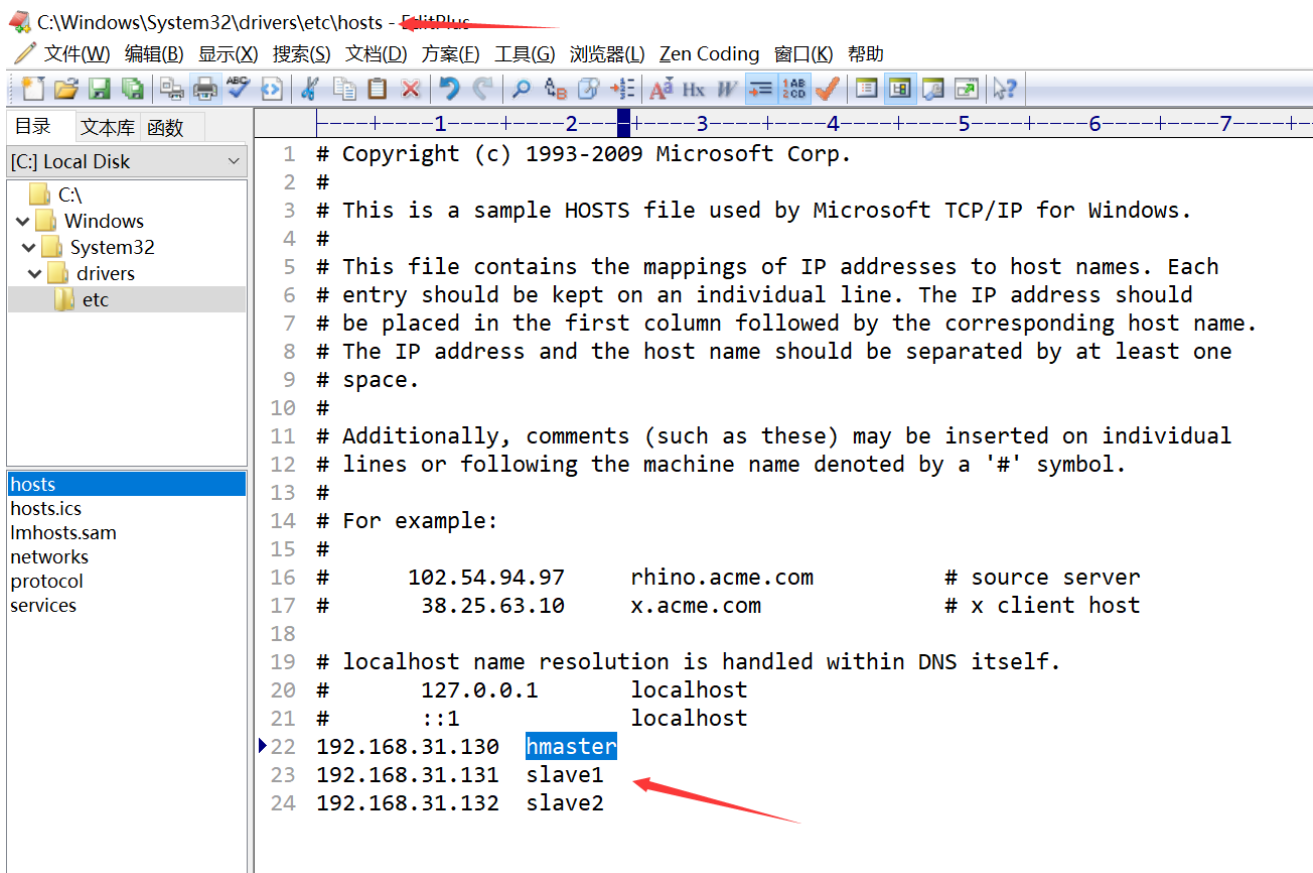 C:\Windows\System32\drivers\etc\hosts - EditPlus
文件(W) 编辑(B) 显示(X) 搜索(S) 文档(D) 方案(F) 工具(G) 浏览器(L) Zen Coding 窗口(K) 帮助
目录 文本库 函数
[C:] Local Disk
C:\
Windows
System32
drivers
etc
hosts
hosts.ics
lmhosts.sam
networks
protocol
services
----+----1----+----2----+----3----+----4----+----5----+----6----+----7----+--
1 # Copyright (c) 1993-2009 Microsoft Corp.
2 #
3 # This is a sample HOSTS file used by Microsoft TCP/IP for Windows.
4 #
5 # This file contains the mappings of IP addresses to host names. Each
6 # entry should be kept on an individual line. The IP address should
7 # be placed in the first column followed by the corresponding host name.
8 # The IP address and the host name should be separated by at least one
9 # space.
10 #
11 # Additionally, comments (such as these) may be inserted on individual
12 # lines or following the machine name denoted by a '#' symbol.
13 #
14 # For example:
15 #
16 #      102.54.94.97     rhino.acme.com          # source server
17 #       38.25.63.10     x.acme.com              # x client host
18
19 # localhost name resolution is handled within DNS itself.
20 #       127.0.0.1       localhost
21 #       ::1             localhost
22 192.168.31.130  hmaster
23 192.168.31.131  slave1
24 192.168.31.132  slave2